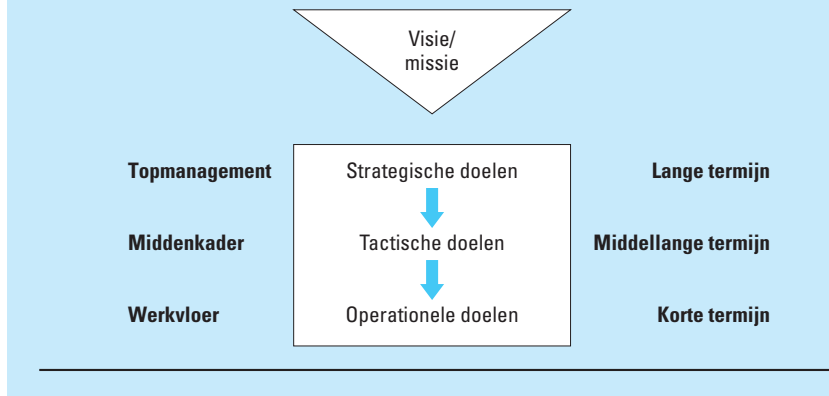 Visie/
missie
Topmanagement Strategische doelen Lange termijn
Middenkader Tactische doelen Middellange termijn
Werkvloer Operationele doelen Korte termijn